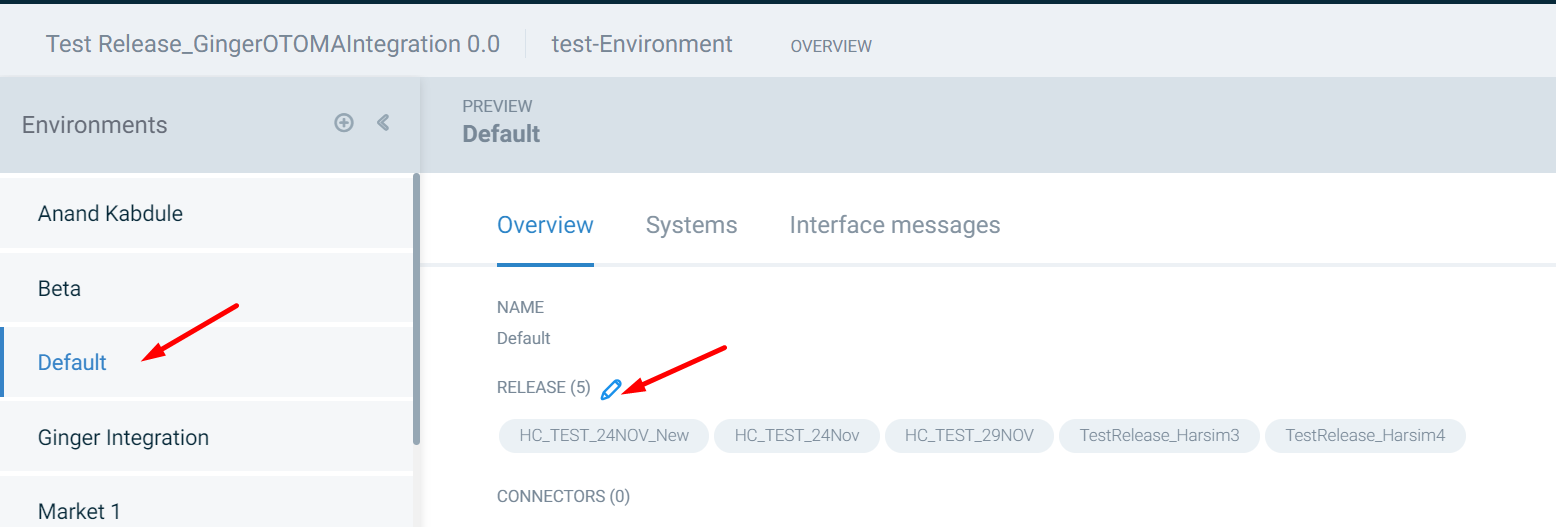 Test Release_GingerOTOMAIntegration 0.0 test-Environment OVERVIEW
Environments
PREVIEW
Default
Anand Kabdule
Beta
Default
Ginger Integration
Market 1
Overview Systems Interface messages
NAME
Default
RELEASE (5)
HC_TEST_24NOV_New HC_TEST_24Nov HC_TEST_29NOV TestRelease_Harsim3 TestRelease_Harsim4
CONNECTORS (0)